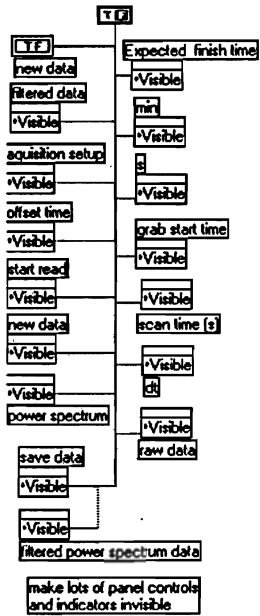 T F
TF
new data
filtered data
Visible
aquisition setup
Visible
offset time
Visible
start read
Visible
new data
Visible
Visible
power spectrum
save data
Visible
Visible
filtered power spectrum data
Expected finish time
Visible
min
Visible
s
Visible
grab start time
Visible
Visible
scan time [s]
Visible
dt
Visible
raw data
make lots of panel controls
and indicators invisible